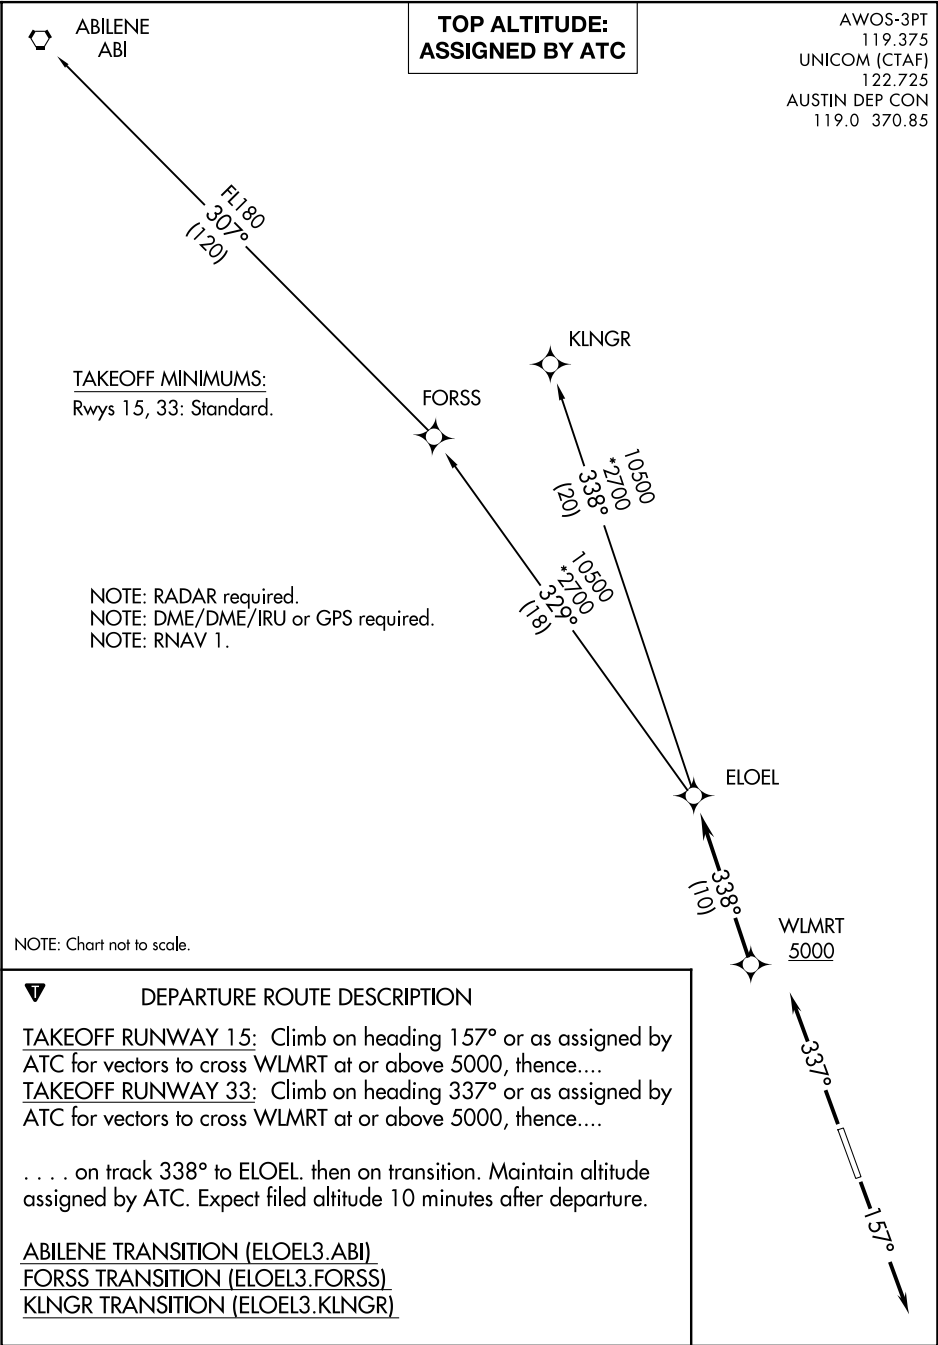 ABILENE
ABI
TOP ALTITUDE:
ASSIGNED BY ATC
AWOS-3PT
119.375
UNICOM (CTAF)
122.725
AUSTIN DEP CON
119.0 370.85
FL180
307°
(120)
KLNGR
TAKEOFF MINIMUMS:
Rwys 15, 33: Standard.
FORSS
10500
*2700
338°
(20)
10500
*2700
329°
(18)
NOTE: RADAR required.
NOTE: DME/DME/IRU or GPS required.
NOTE: RNAV 1.
ELOEL
338°
(10)
WLMRT
5000
NOTE: Chart not to scale.
T
DEPARTURE ROUTE DESCRIPTION
TAKEOFF RUNWAY 15: Climb on heading 157° or as assigned by
ATC for vectors to cross WLMRT at or above 5000, thence....
TAKEOFF RUNWAY 33: Climb on heading 337° or as assigned by
ATC for vectors to cross WLMRT at or above 5000, thence....
. . . . on track 338° to ELOEL. then on transition. Maintain altitude
assigned by ATC. Expect filed altitude 10 minutes after departure.
ABILENE TRANSITION (ELOEL3.ABI)
FORSS TRANSITION (ELOEL3.FORSS)
KLNGR TRANSITION (ELOEL3.KLNGR)
337°
157°